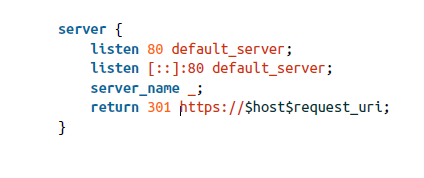 server {
    listen 80 default_server;
    listen [::]:80 default_server;
    server_name _;
    return 301 https://$host$request_uri;
}